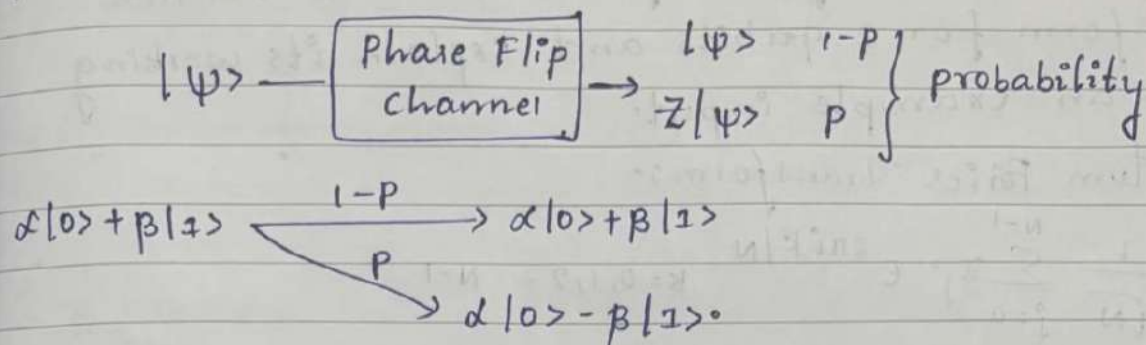 Phase Flip |ψ> 1-P
|ψ> — Channel → Z|ψ> P } probability
1-P
α|0> + β|1> → α|0> + β|1>
P
α|0> - β|1>.